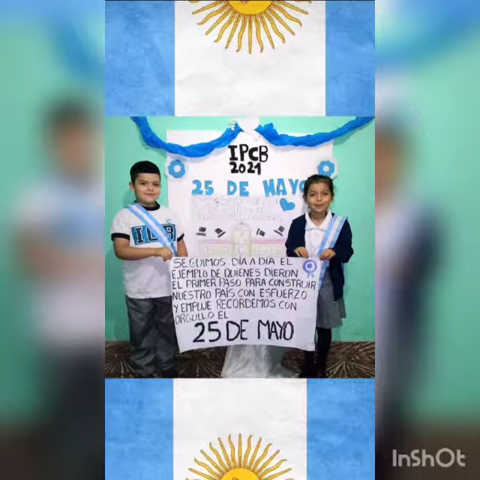 IPCB
2021
25 DE MAYO
SEGUIMOS DÍA A DÍA EL
EJEMPLO DE QUIENES DIERON
EL PRIMER PASO PARA CONSTRUIR
NUESTRO PAÍS CON ESFUERZO
Y EMPUJE RECORDEMOS CON
ORGULLO EL
25 DE MAYO
InShOt